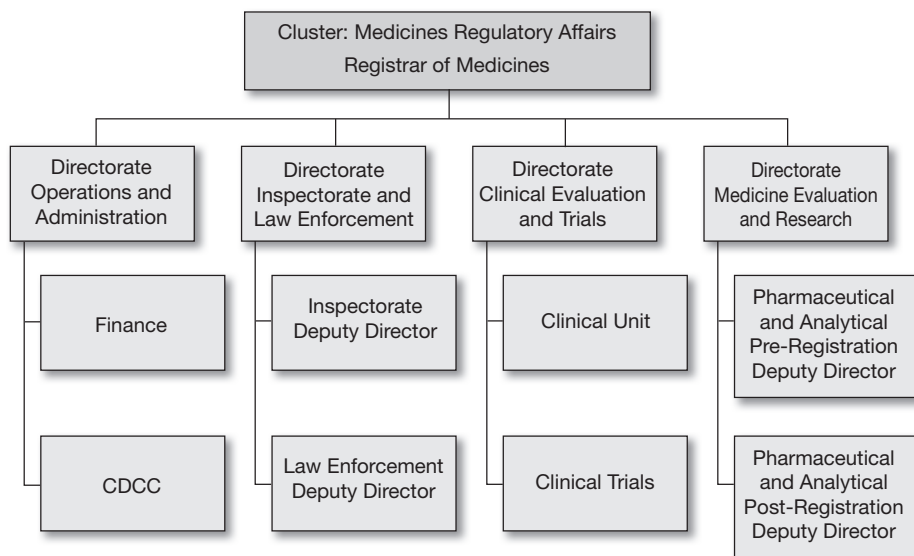 Cluster: Medicines Regulatory Affairs
Registrar of Medicines
Directorate
Operations and
Administration
Directorate
Inspectorate and
Law Enforcement
Directorate
Clinical Evaluation
and Trials
Directorate
Medicine Evaluation
and Research
Finance
Inspectorate
Deputy Director
Clinical Unit
Pharmaceutical
and Analytical
Pre-Registration
Deputy Director
CDCC
Law Enforcement
Deputy Director
Clinical Trials
Pharmaceutical
and Analytical
Post-Registration
Deputy Director